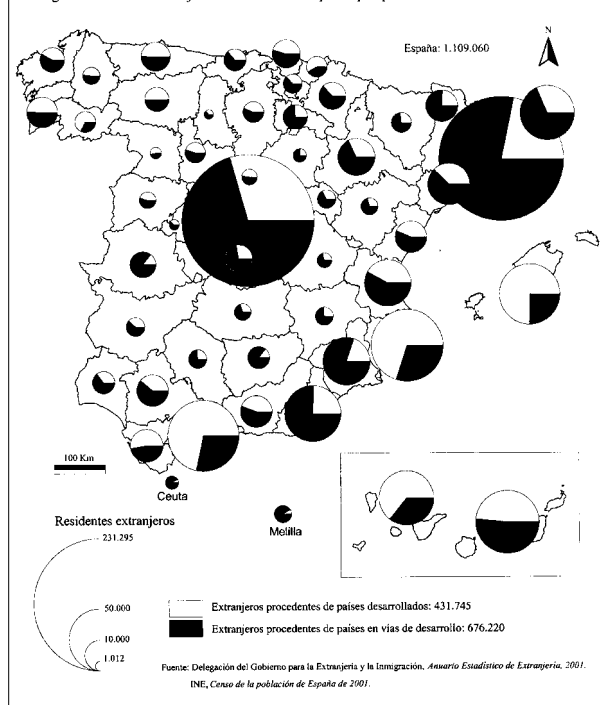 España: 1.109.060
N
100 Km
Ceuta
Metilla
Residentes extranjeros
231.295
50.000
10.000
1.012
Extranjeros procedentes de países desarrollados: 431.745
Extranjeros procedentes de países en vías de desarrollo: 676.220
Fuente: Delegación del Gobierno para la Extranjería y la Inmigración, Anuario Estadístico de Extranjería, 2001.
INE, Censo de la población de España de 2001.